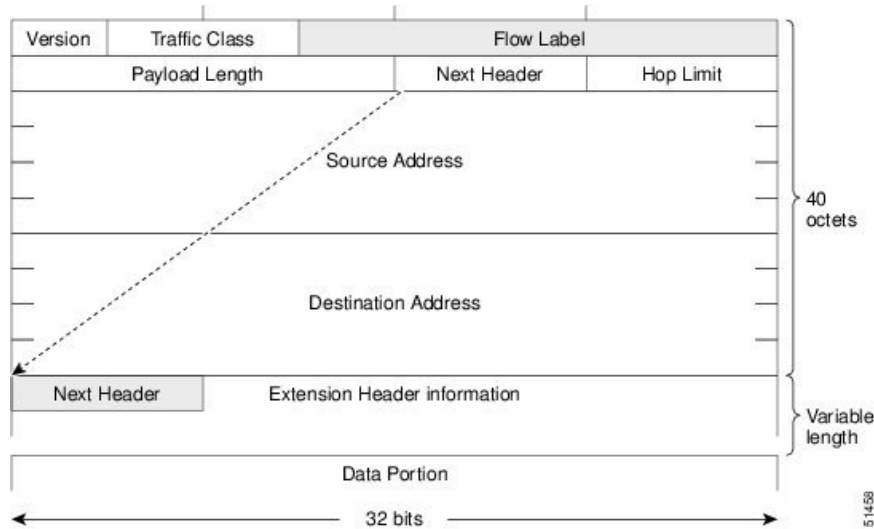 Version Traffic Class Flow Label
Payload Length Next Header Hop Limit
Source Address
40
octets
Destination Address
Next Header Extension Header information
Variable
length
Data Portion
32 bits
51458